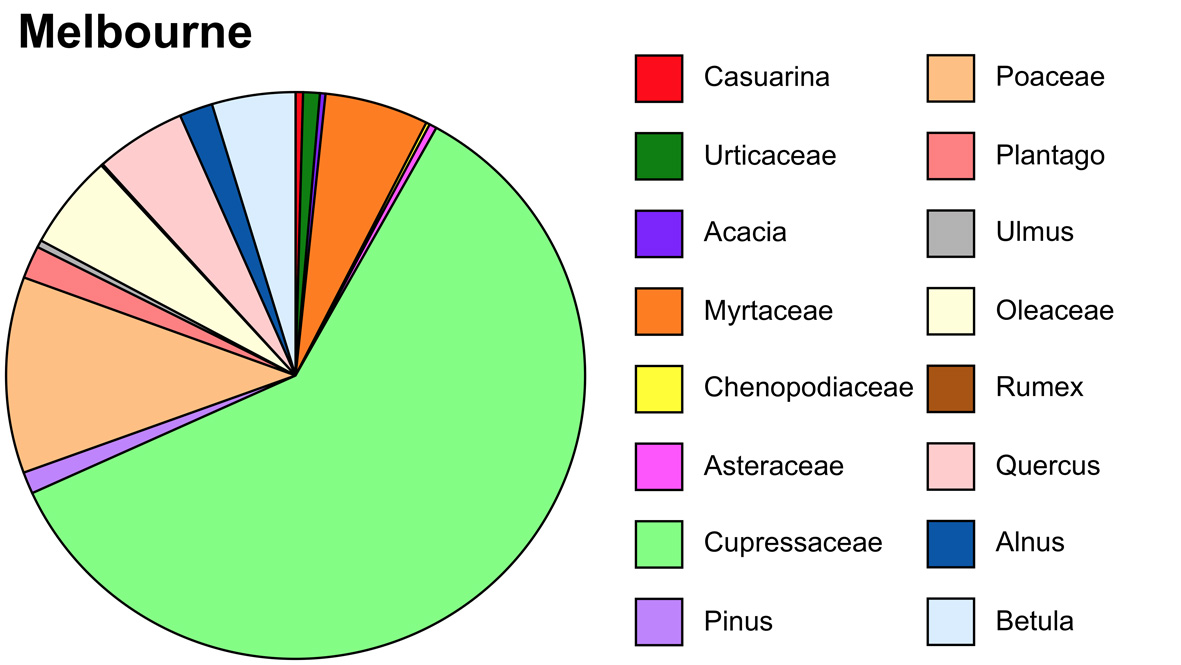 Melbourne
Casuarina
Urticaceae
Acacia
Myrtaceae
Chenopodiaceae
Asteraceae
Cupressaceae
Pinus
Poaceae
Plantago
Ulmus
Oleaceae
Rumex
Quercus
Alnus
Betula